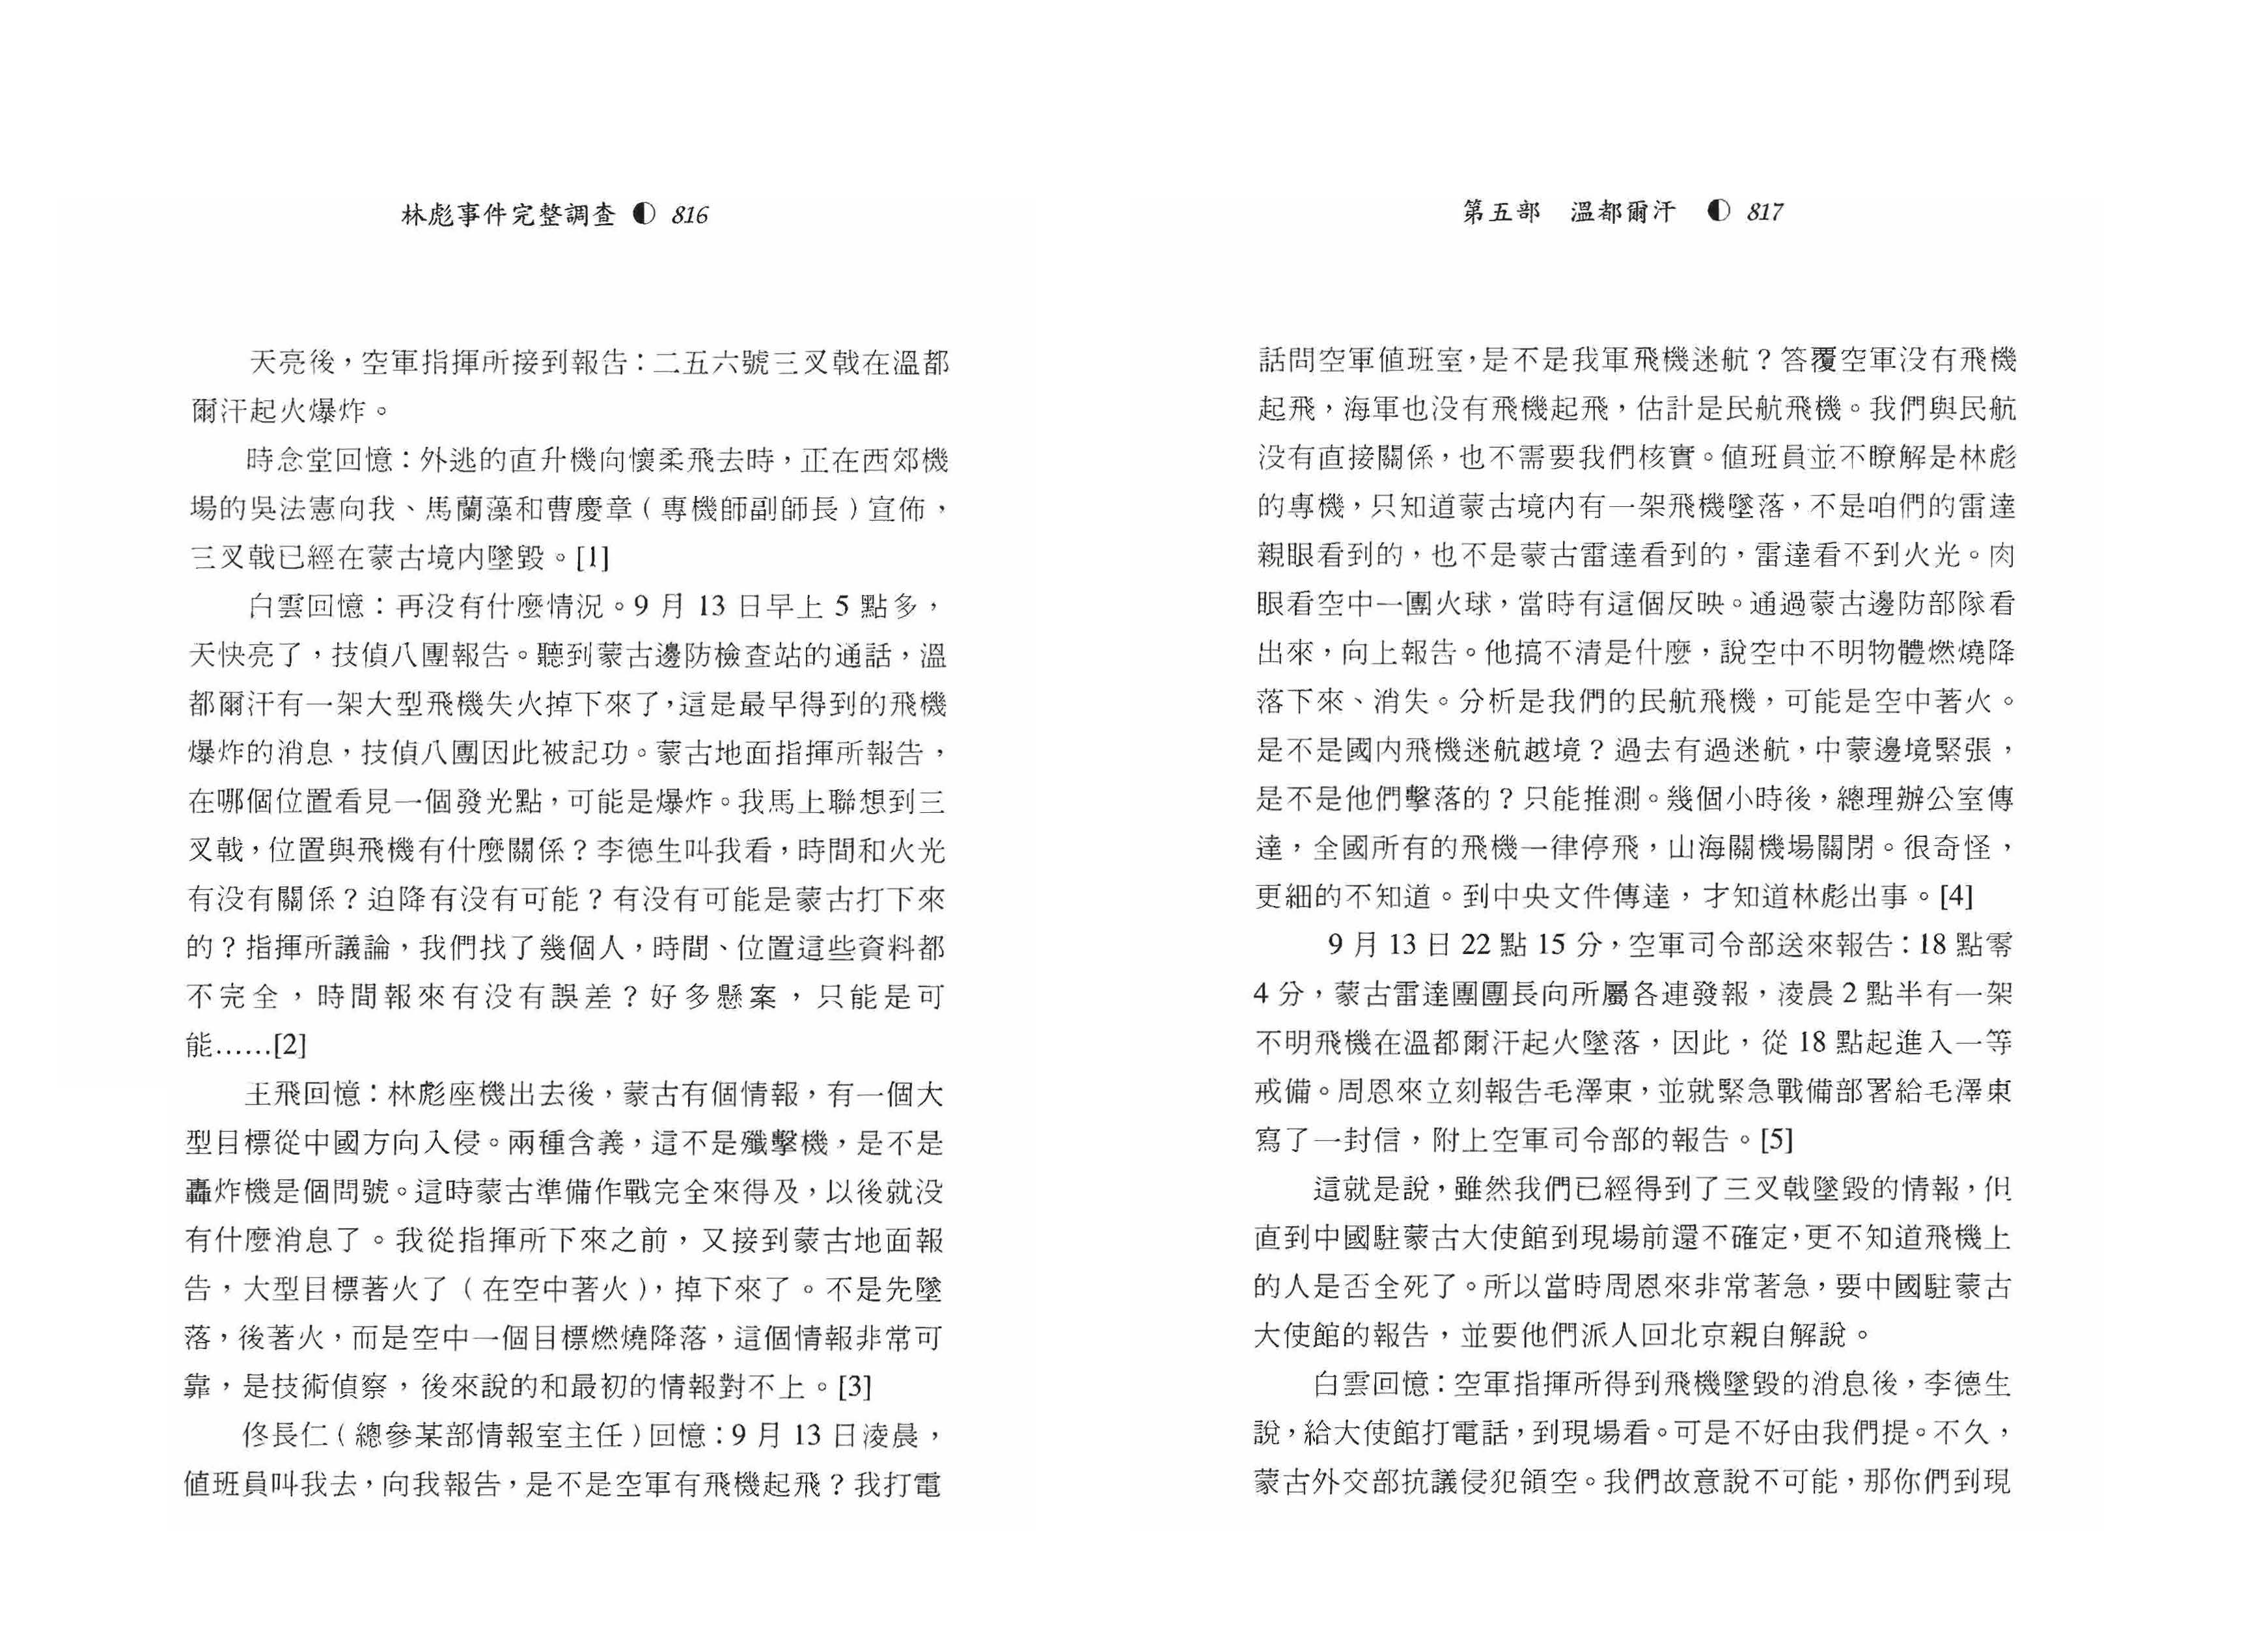 林彪事件完整調查 ◐ 816
天亮後，空軍指揮所接到報告：二五六號三叉戟在溫都
爾汗起火爆炸。
時念堂回憶：外逃的直升機向懷柔飛去時，正在西郊機
場的吳法憲向我、馬蘭藻和曹慶章（專機師副師長）宣佈，
三叉戟已經在蒙古境内墜毀。[1]
白雲回憶：再没有什麼情況。9 月 13 日早上 5 點多，
天快亮了，技偵八團報告。聽到蒙古邊防檢查站的通話，溫
都爾汗有一架大型飛機失火掉下來了，這是最早得到的飛機
爆炸的消息，技偵八團因此被記功。蒙古地面指揮所報告，
在哪個位置看見一個發光點，可能是爆炸。我馬上聯想到三
叉戟，位置與飛機有什麼關係？李德生叫我看，時間和火光
有没有關係？迫降有没有可能？有没有可能是蒙古打下來
的？指揮所議論，我們找了幾個人，時間、位置這些資料都
不完全，時間報來有没有誤差？好多懸案，只能是可
能……[2]
王飛回憶：林彪座機出去後，蒙古有個情報，有一個大
型目標從中國方向入侵。兩種含義，這不是殲擊機，是不是
轟炸機是個問號。這時蒙古準備作戰完全來得及，以後就没
有什麼消息了。我從指揮所下來之前，又接到蒙古地面報
告，大型目標著火了（在空中著火），掉下來了。不是先墜
落，後著火，而是空中一個目標燃燒降落，這個情報非常可
靠，是技術偵察，後來說的和最初的情報對不上。[3]
佟長仁（總參某部情報室主任）回憶：9 月 13 日淩晨，
值班員叫我去，向我報告，是不是空軍有飛機起飛？我打電
第五部　溫都爾汗　◐ 817
話問空軍值班室，是不是我軍飛機迷航？答覆空軍没有飛機
起飛，海軍也没有飛機起飛，估計是民航飛機。我們與民航
没有直接關係，也不需要我們核實。值班員並不瞭解是林彪
的專機，只知道蒙古境内有一架飛機墜落，不是咱們的雷達
親眼看到的，也不是蒙古雷達看到的，雷達看不到火光。肉
眼看空中一團火球，當時有這個反映。通過蒙古邊防部隊看
出來，向上報告。他搞不清是什麼，說空中不明物體燃燒降
落下來、消失。分析是我們的民航飛機，可能是空中著火。
是不是國内飛機迷航越境？過去有過迷航，中蒙邊境緊張，
是不是他們擊落的？只能推測。幾個小時後，總理辦公室傳
達，全國所有的飛機一律停飛，山海關機場關閉。很奇怪，
更細的不知道。到中央文件傳達，才知道林彪出事。[4]
9 月 13 日 22 點 15 分，空軍司令部送來報告：18 點零
4 分，蒙古雷達團團長向所屬各連發報，淩晨 2 點半有一架
不明飛機在溫都爾汗起火墜落，因此，從 18 點起進入一等
戒備。周恩來立刻報告毛澤東，並就緊急戰備部署給毛澤東
寫了一封信，附上空軍司令部的報告。[5]
這就是說，雖然我們已經得到了三叉戟墜毀的情報，但
直到中國駐蒙古大使館到現場前還不確定，更不知道飛機上
的人是否全死了。所以當時周恩來非常著急，要中國駐蒙古
大使館的報告，並要他們派人回北京親自解說。
白雲回憶：空軍指揮所得到飛機墜毀的消息後，李德生
說，給大使館打電話，到現場看。可是不好由我們提。不久，
蒙古外交部抗議侵犯領空。我們故意說不可能，那你們到現